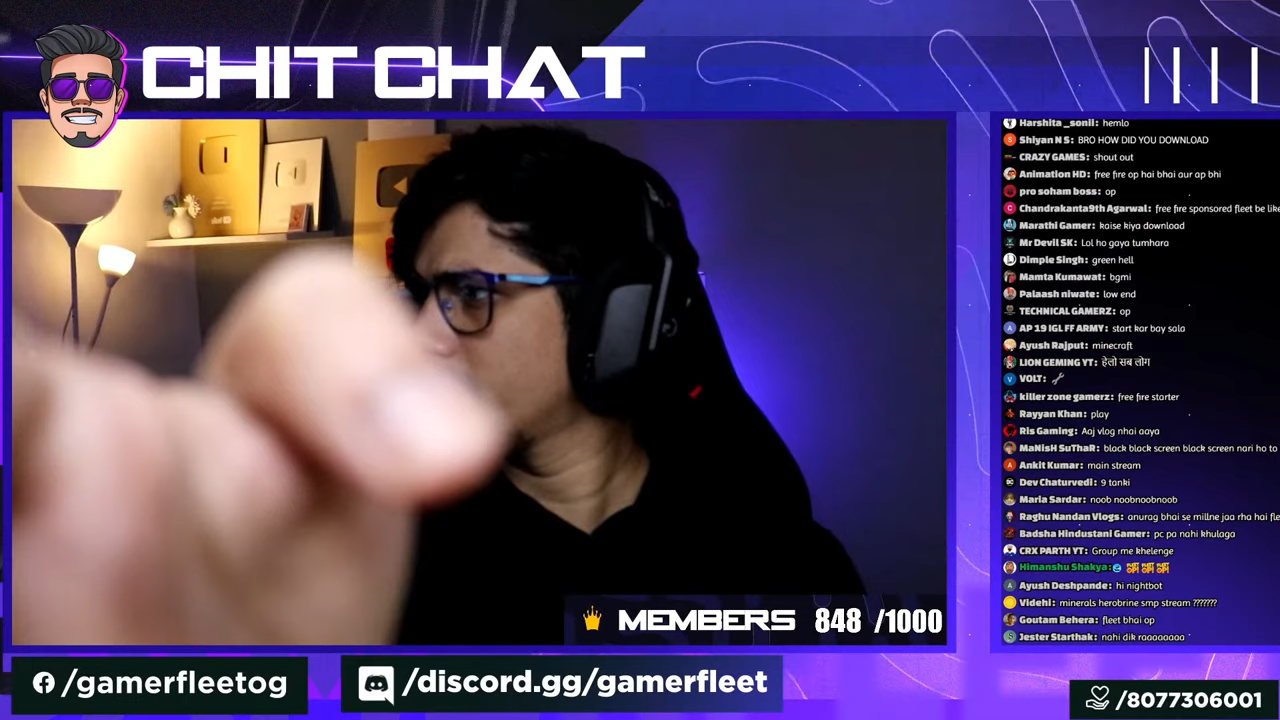 CHIT CHAT
Harshita _sonii: hemlo
Shiyan N S: BRO HOW DID YOU DOWNLOAD
CRAZY GAMES: shout out
Animation HD: free fire op hai bhai aur ap bhi
pro soham boss: op
Chandrakanta9th Agarwal: free fire sponsored fleet be like
Marathi Gamer: kaise kiya download
Mr Devil SK: Lol ho gaya tumhara
Dimple Singh: green hell
Mamta Kumawat: bgmi
Palaash niwate: low end
TECHNICAL GAMERZ: op
AP 19 IGL FF ARMY: start kar bay sala
Ayush Rajput: minecraft
LION GEMING YT: हेलो सब लोग
VOLT:
killer zone gamerz: free fire starter
Rayyan Khan: play
Ris Gaming: Aaj vlog nhai aaya
MaNiSH SuThaR: black black screen black screen nari ho to
Ankit Kumar: main stream
Dev Chaturvedi: 9 tanki
Maria Sardar: noob noobnoobnoob
Raghu Nandan Vlogs: anurag bhai se millne jaa rha hai fle
Badsha Hindustani Gamer: pc pa nahi khulaga
CRX PARTH YT: Group me khelenge
Himanshu Shakya:
Ayush Deshpande: hi nightbot
Videhi: minerals herobrine smp stream ???????
Goutam Behera: fleet bhai op
Jester Starthak: nahi dik raaaaaaaa
MEMBERS 848 /1000
/gamerfleetog
/discord.gg/gamerfleet
/8077306001